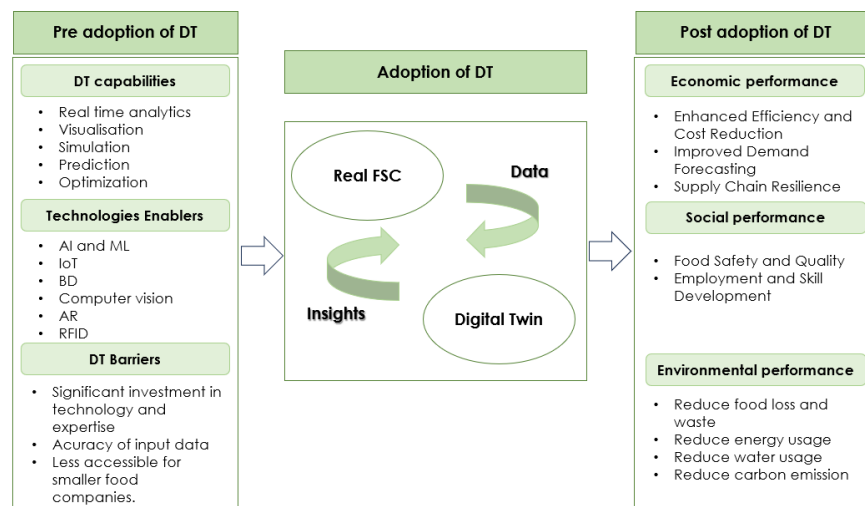 Pre adoption of DT
DT capabilities
• Real time analytics
• Visualisation
• Simulation
• Prediction
• Optimization
Technologies Enablers
• AI and ML
• IoT
• BD
• Computer vision
• AR
• RFID
DT Barriers
• Significant investment in
technology and
expertise
• Acuracy of input data
• Less accessible for
smaller food
companies.
Adoption of DT
Real FSC
Data
Insights
Digital Twin
Post adoption of DT
Economic performance
• Enhanced Efficiency and
Cost Reduction
• Improved Demand
Forecasting
• Supply Chain Resilience
Social performance
• Food Safety and Quality
• Employment and Skill
Development
Environmental performance
• Reduce food loss and
waste
• Reduce energy usage
• Reduce water usage
• Reduce carbon emission